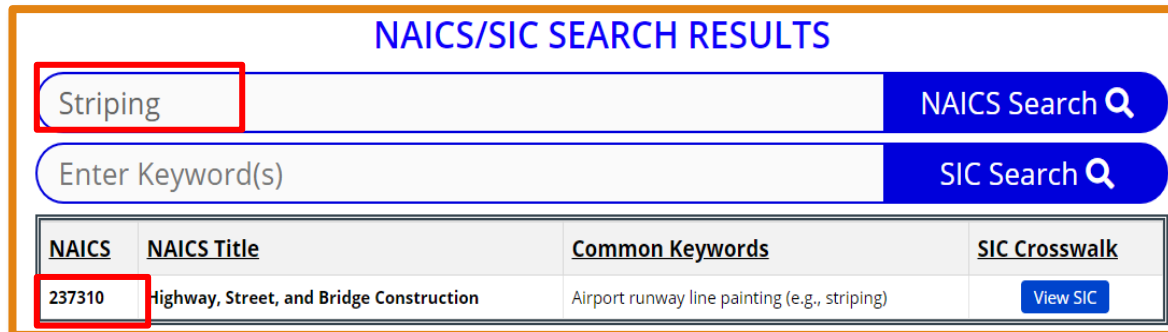 NAICS/SIC SEARCH RESULTS
Striping NAICS Search
Enter Keyword(s) SIC Search
NAICS NAICS Title Common Keywords SIC Crosswalk
237310 Highway, Street, and Bridge Construction Airport runway line painting (e.g., striping) View SIC